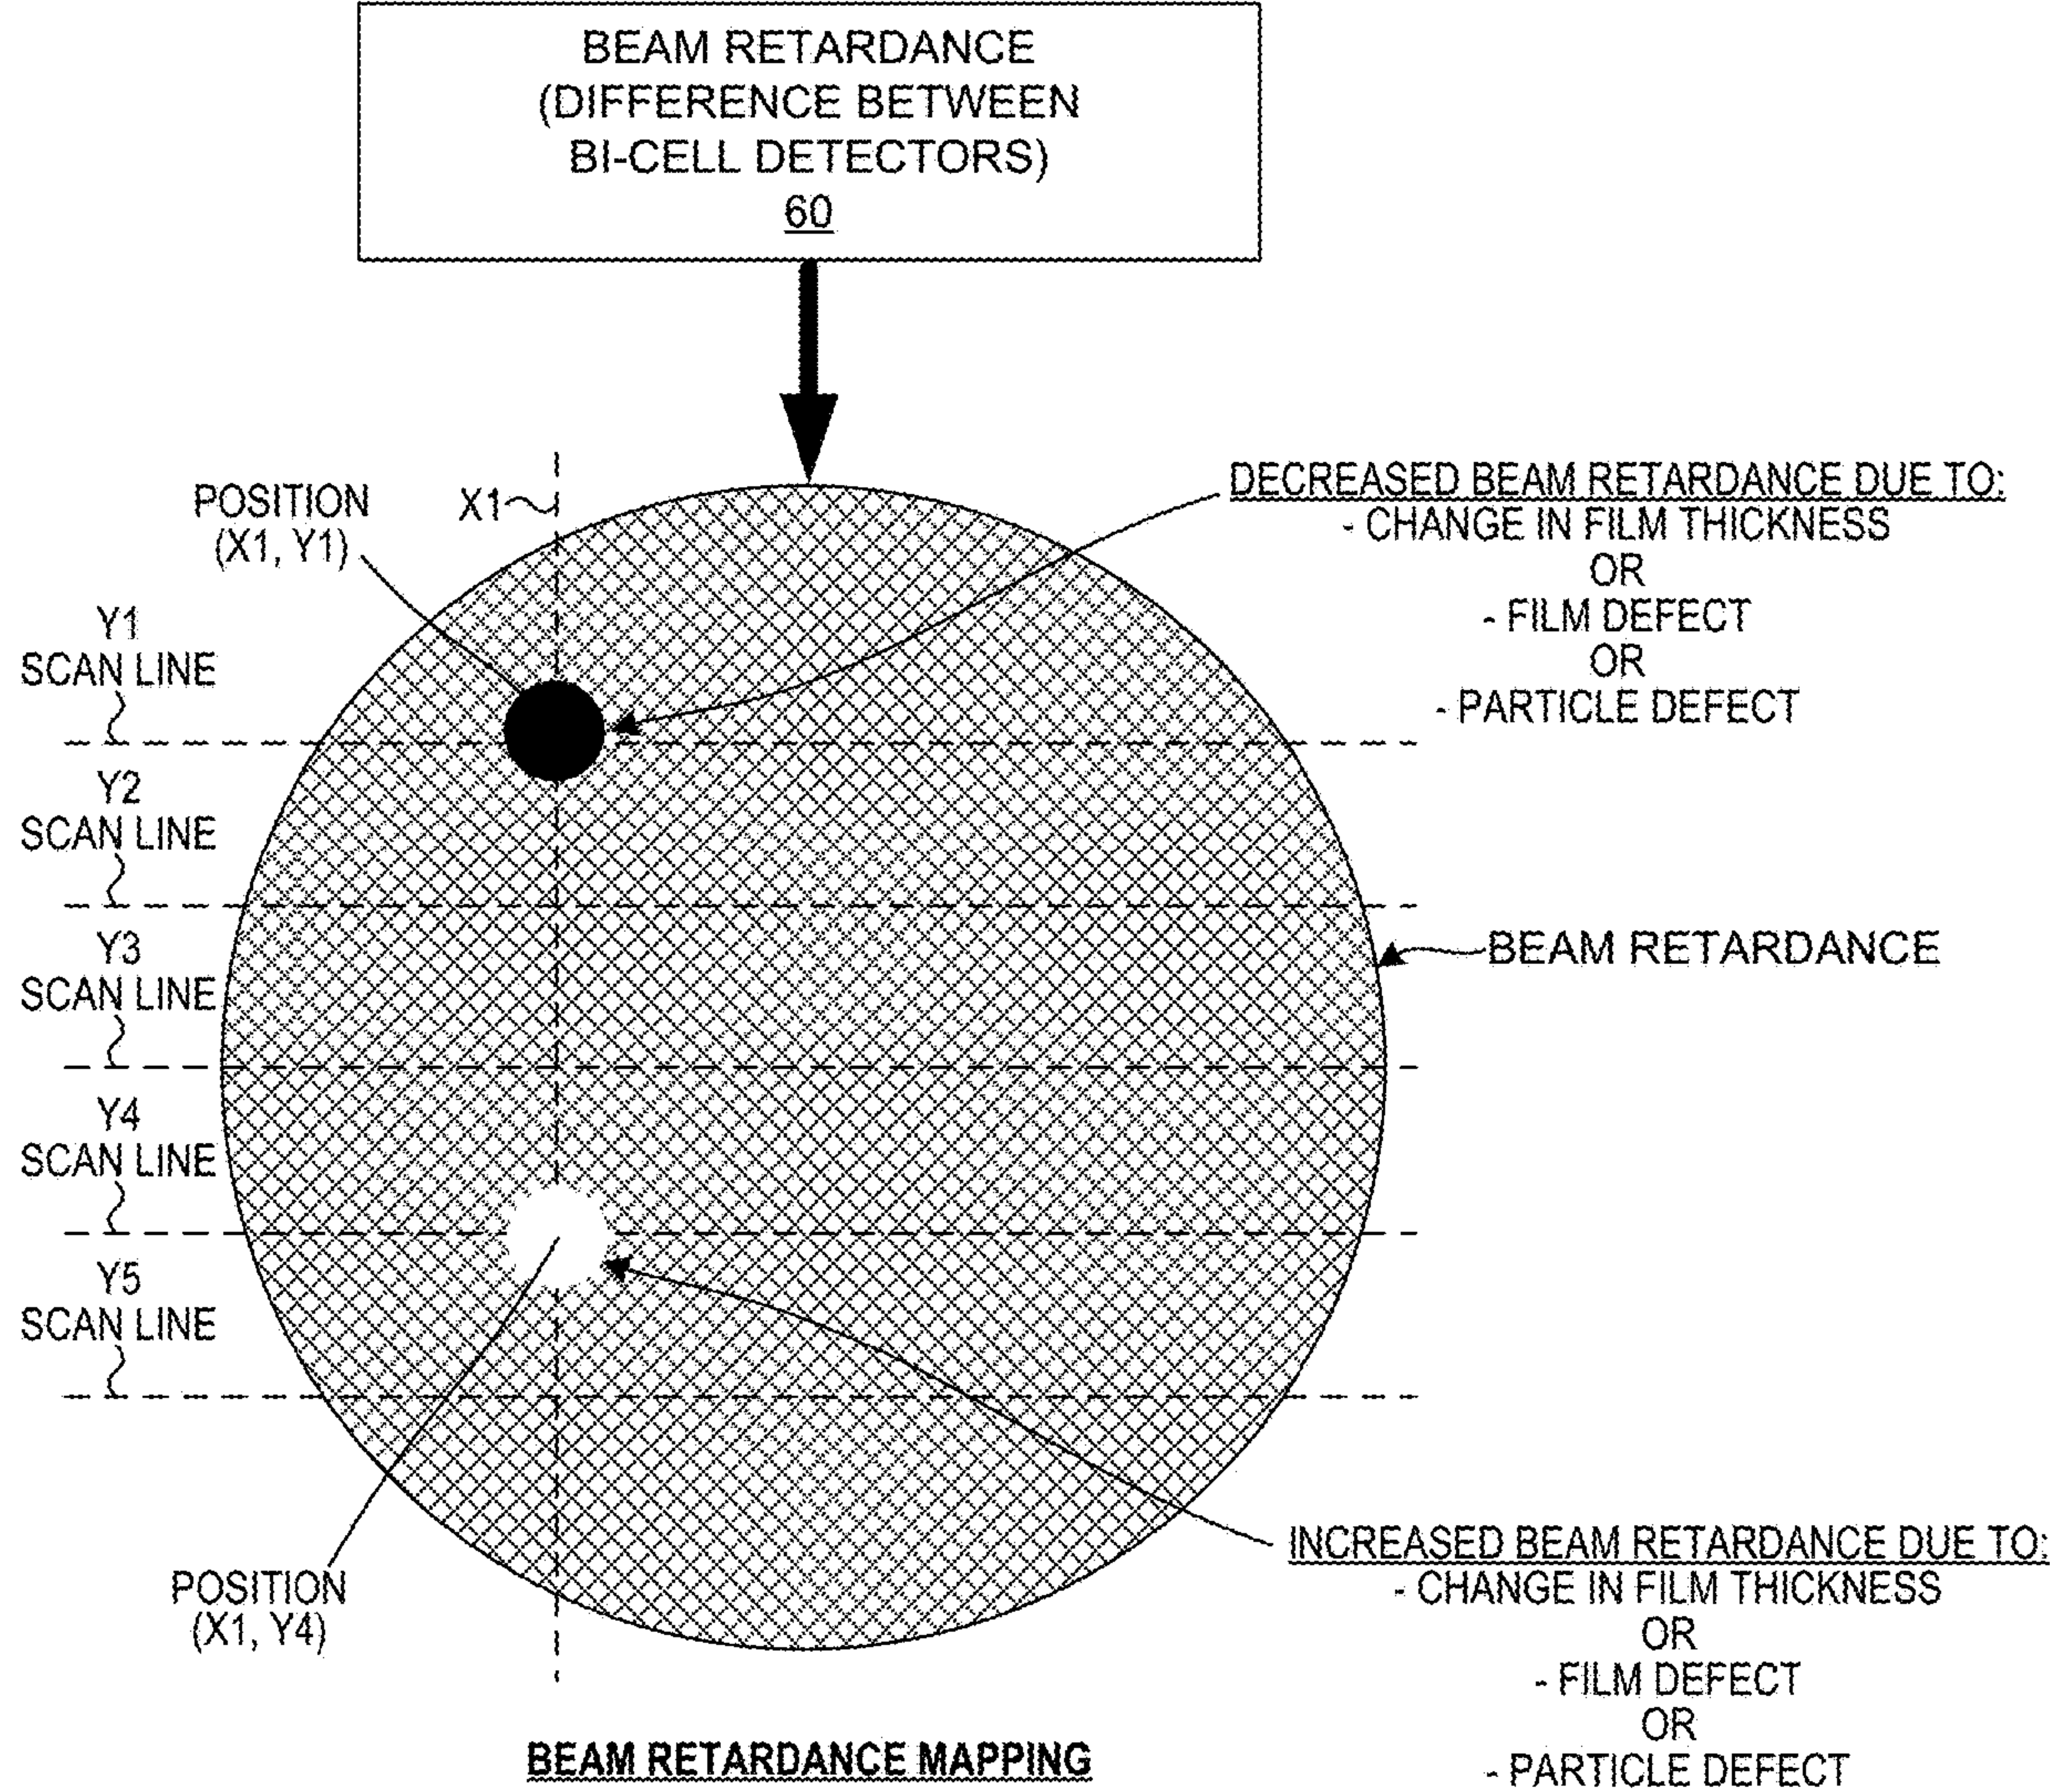 BEAM RETARDANCE
(DIFFERENCE BETWEEN
BI-CELL DETECTORS)
60
POSITION
(X1, Y1)
X1
DECREASED BEAM RETARDANCE DUE TO:
- CHANGE IN FILM THICKNESS
OR
- FILM DEFECT
OR
- PARTICLE DEFECT
Y1
SCAN LINE
Y2
SCAN LINE
Y3
SCAN LINE
BEAM RETARDANCE
Y4
SCAN LINE
Y5
SCAN LINE
POSITION
(X1, Y4)
INCREASED BEAM RETARDANCE DUE TO:
- CHANGE IN FILM THICKNESS
OR
- FILM DEFECT
OR
- PARTICLE DEFECT
BEAM RETARDANCE MAPPING